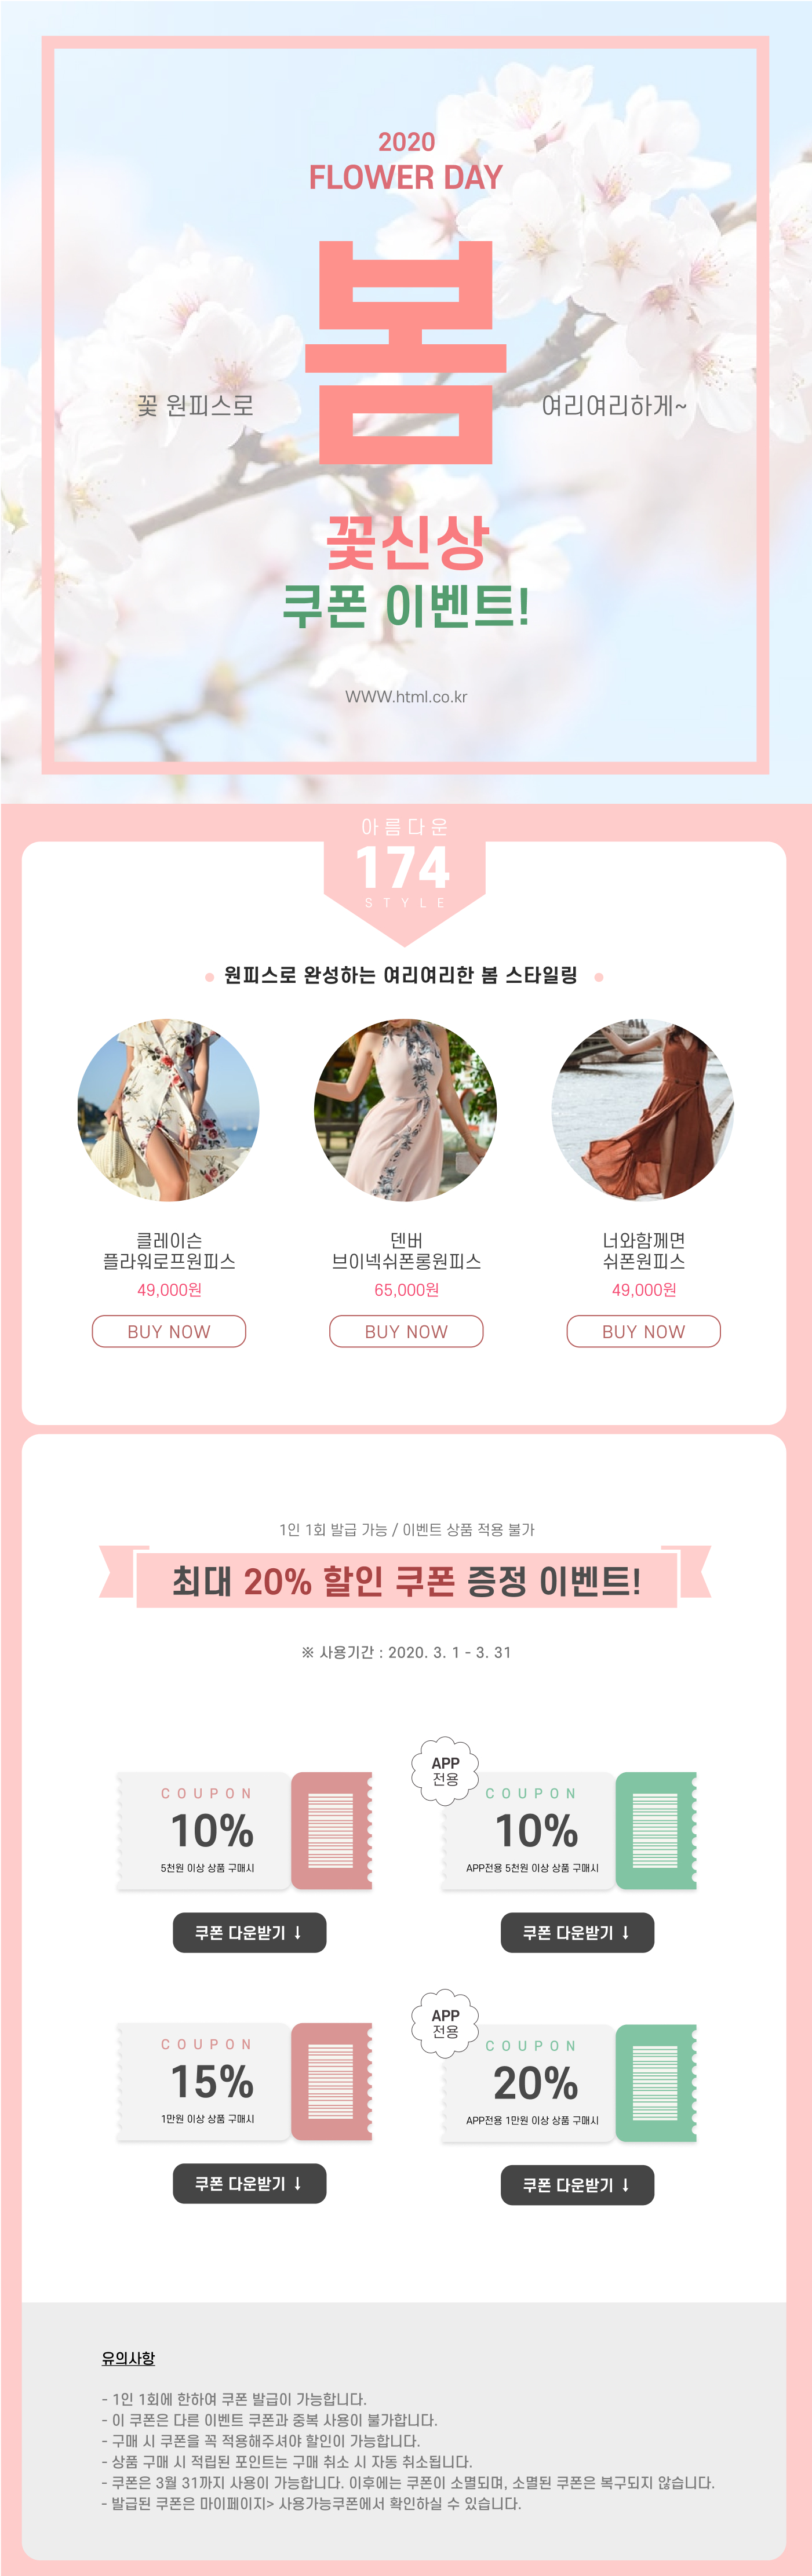 2020
FLOWER DAY
봄
꽃 원피스로
여리여리하게~
꽃신상
쿠폰 이벤트!
WWW.html.co.kr
아름다운
174
STYLE
원피스로 완성하는 여리여리한 봄 스타일링
클레이슨
플라워로프원피스
49,000원
BUY NOW
덴버
브이넥쉬폰롱원피스
65,000원
BUY NOW
너와함께면
쉬폰원피스
49,000원
BUY NOW
1인 1회 발급 가능 / 이벤트 상품 적용 불가
최대 20% 할인 쿠폰 증정 이벤트!
※ 사용기간 : 2020. 3. 1 - 3. 31
COUPON
10%
5천원 이상 상품 구매시
쿠폰 다운받기 ↓
APP
전용
COUPON
10%
APP전용 5천원 이상 상품 구매시
쿠폰 다운받기 ↓
COUPON
15%
1만원 이상 상품 구매시
쿠폰 다운받기 ↓
APP
전용
COUPON
20%
APP전용 1만원 이상 상품 구매시
쿠폰 다운받기 ↓
유의사항
- 1인 1회에 한하여 쿠폰 발급이 가능합니다.
- 이 쿠폰은 다른 이벤트 쿠폰과 중복 사용이 불가합니다.
- 구매 시 쿠폰을 꼭 적용해주셔야 할인이 가능합니다.
- 상품 구매 시 적립된 포인트는 구매 취소 시 자동 취소됩니다.
- 쿠폰은 3월 31까지 사용이 가능합니다. 이후에는 쿠폰이 소멸되며, 소멸된 쿠폰은 복구되지 않습니다.
- 발급된 쿠폰은 마이페이지> 사용가능쿠폰에서 확인하실 수 있습니다.